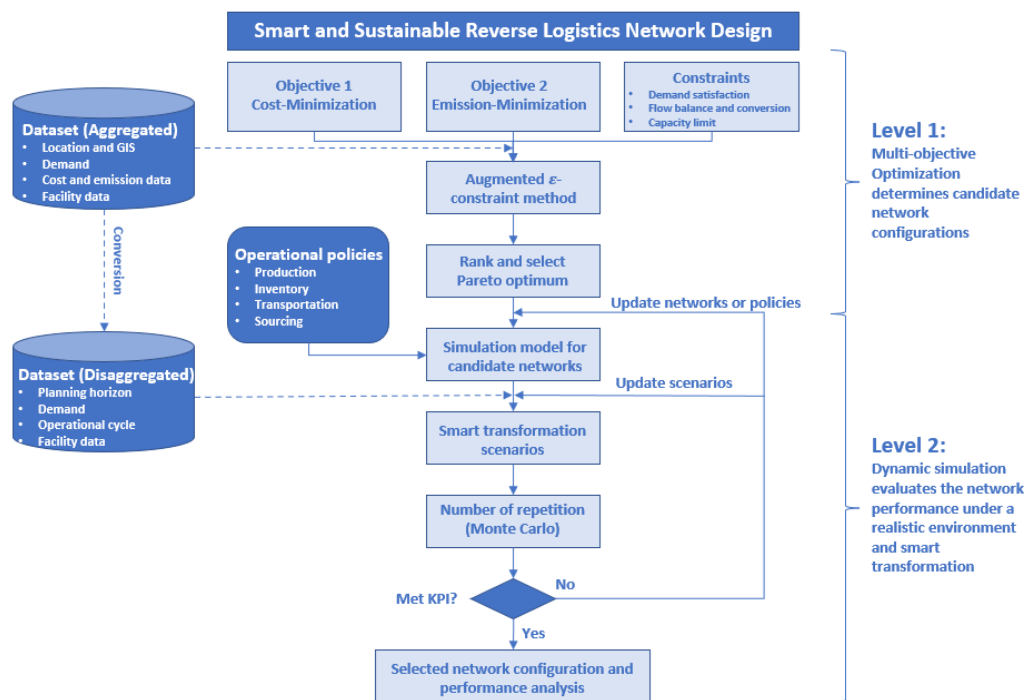 Smart and Sustainable Reverse Logistics Network Design
Objective 1
Cost-Minimization
Objective 2
Emission-Minimization
Constraints
• Demand satisfaction
• Flow balance and conversion
• Capacity limit
Dataset (Aggregated)
• Location and GIS
• Demand
• Cost and emission data
• Facility data
Level 1:
Multi-objective
Optimization
determines candidate
network
configurations
Augmented ε-
constraint method
Conversion
Operational policies
• Production
• Inventory
• Transportation
• Sourcing
Rank and select
Pareto optimum
Update networks or policies
Simulation model for
candidate networks
Dataset (Disaggregated)
• Planning horizon
• Demand
• Operational cycle
• Facility data
Update scenarios
Smart transformation
scenarios
Level 2:
Dynamic simulation
evaluates the network
performance under a
realistic environment
and smart
transformation
Number of repetition
(Monte Carlo)
Met KPI?
No
Yes
Selected network configuration and
performance analysis